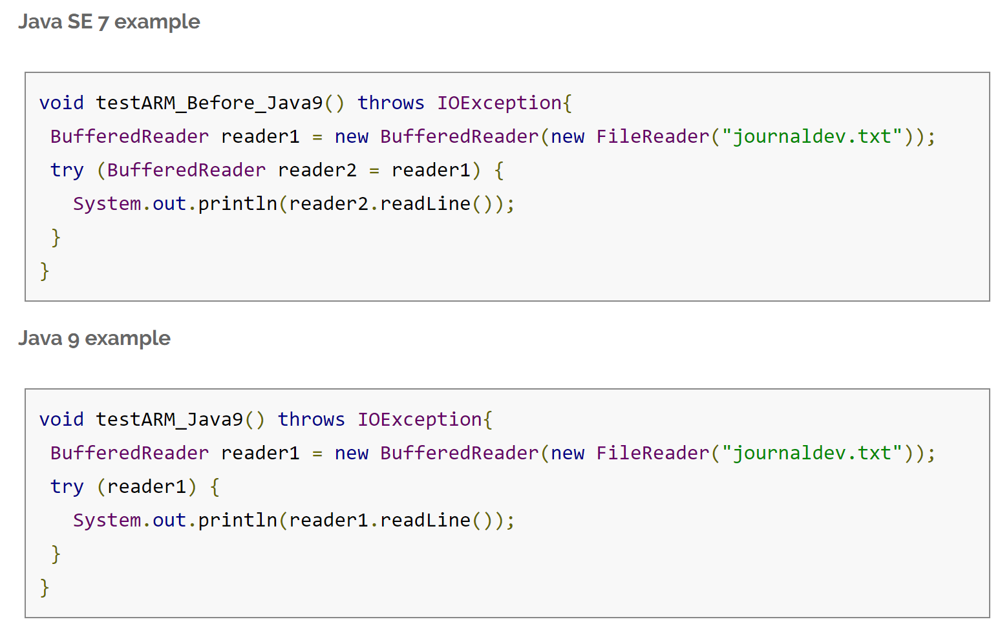 Java SE 7 example
void testARM_Before_Java9() throws IOException{
 BufferedReader reader1 = new BufferedReader(new FileReader("journaldev.txt"));
 try (BufferedReader reader2 = reader1) {
   System.out.println(reader2.readLine());
 }
}
Java 9 example
void testARM_Java9() throws IOException{
 BufferedReader reader1 = new BufferedReader(new FileReader("journaldev.txt"));
 try (reader1) {
   System.out.println(reader1.readLine());
 }
}